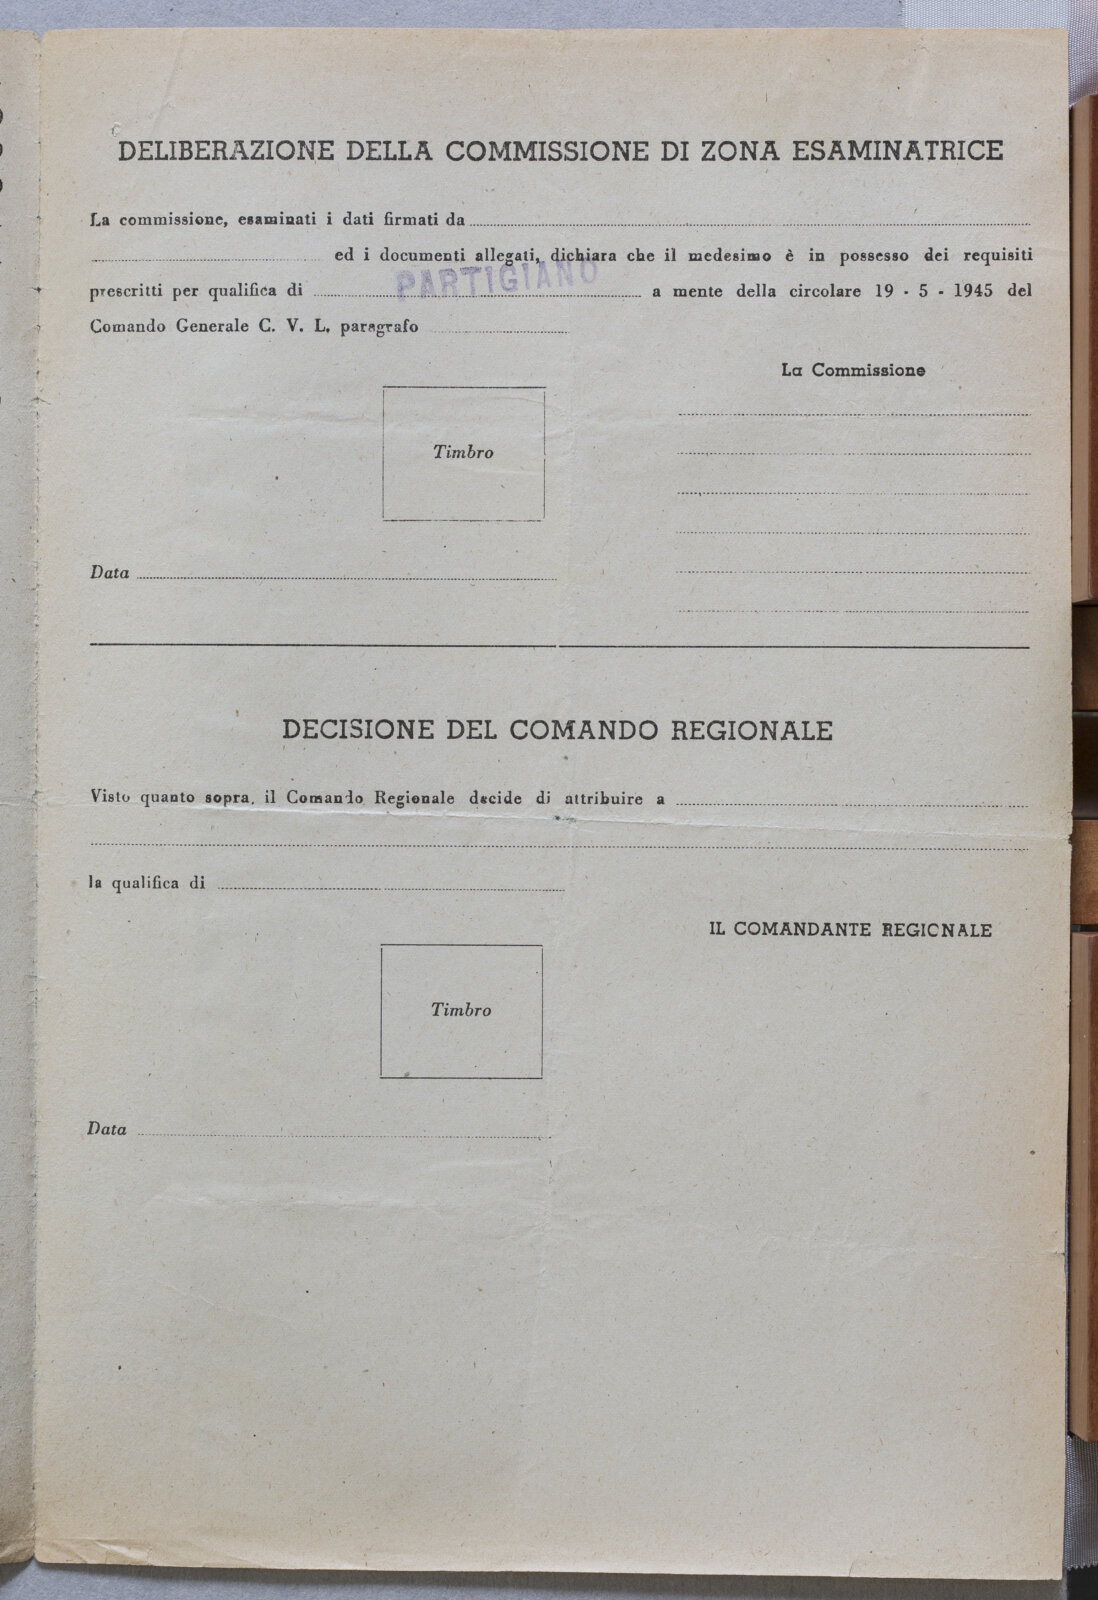 DELIBERAZIONE DELLA COMMISSIONE DI ZONA ESAMINATRICE
La commissione, esaminati i dati firmati da
ed i documenti allegati, dichiara che il medesimo è in possesso dei requisiti
prescritti per qualifica di PARTIGIANO a mente della circolare 19 - 5 - 1945 del
Comando Generale C. V. L. paragrafo
La Commissione
Timbro
Data
DECISIONE DEL COMANDO REGIONALE
Visto quanto sopra, il Comando Regionale decide di attribuire a
la qualifica di
IL COMANDANTE REGIONALE
Timbro
Data